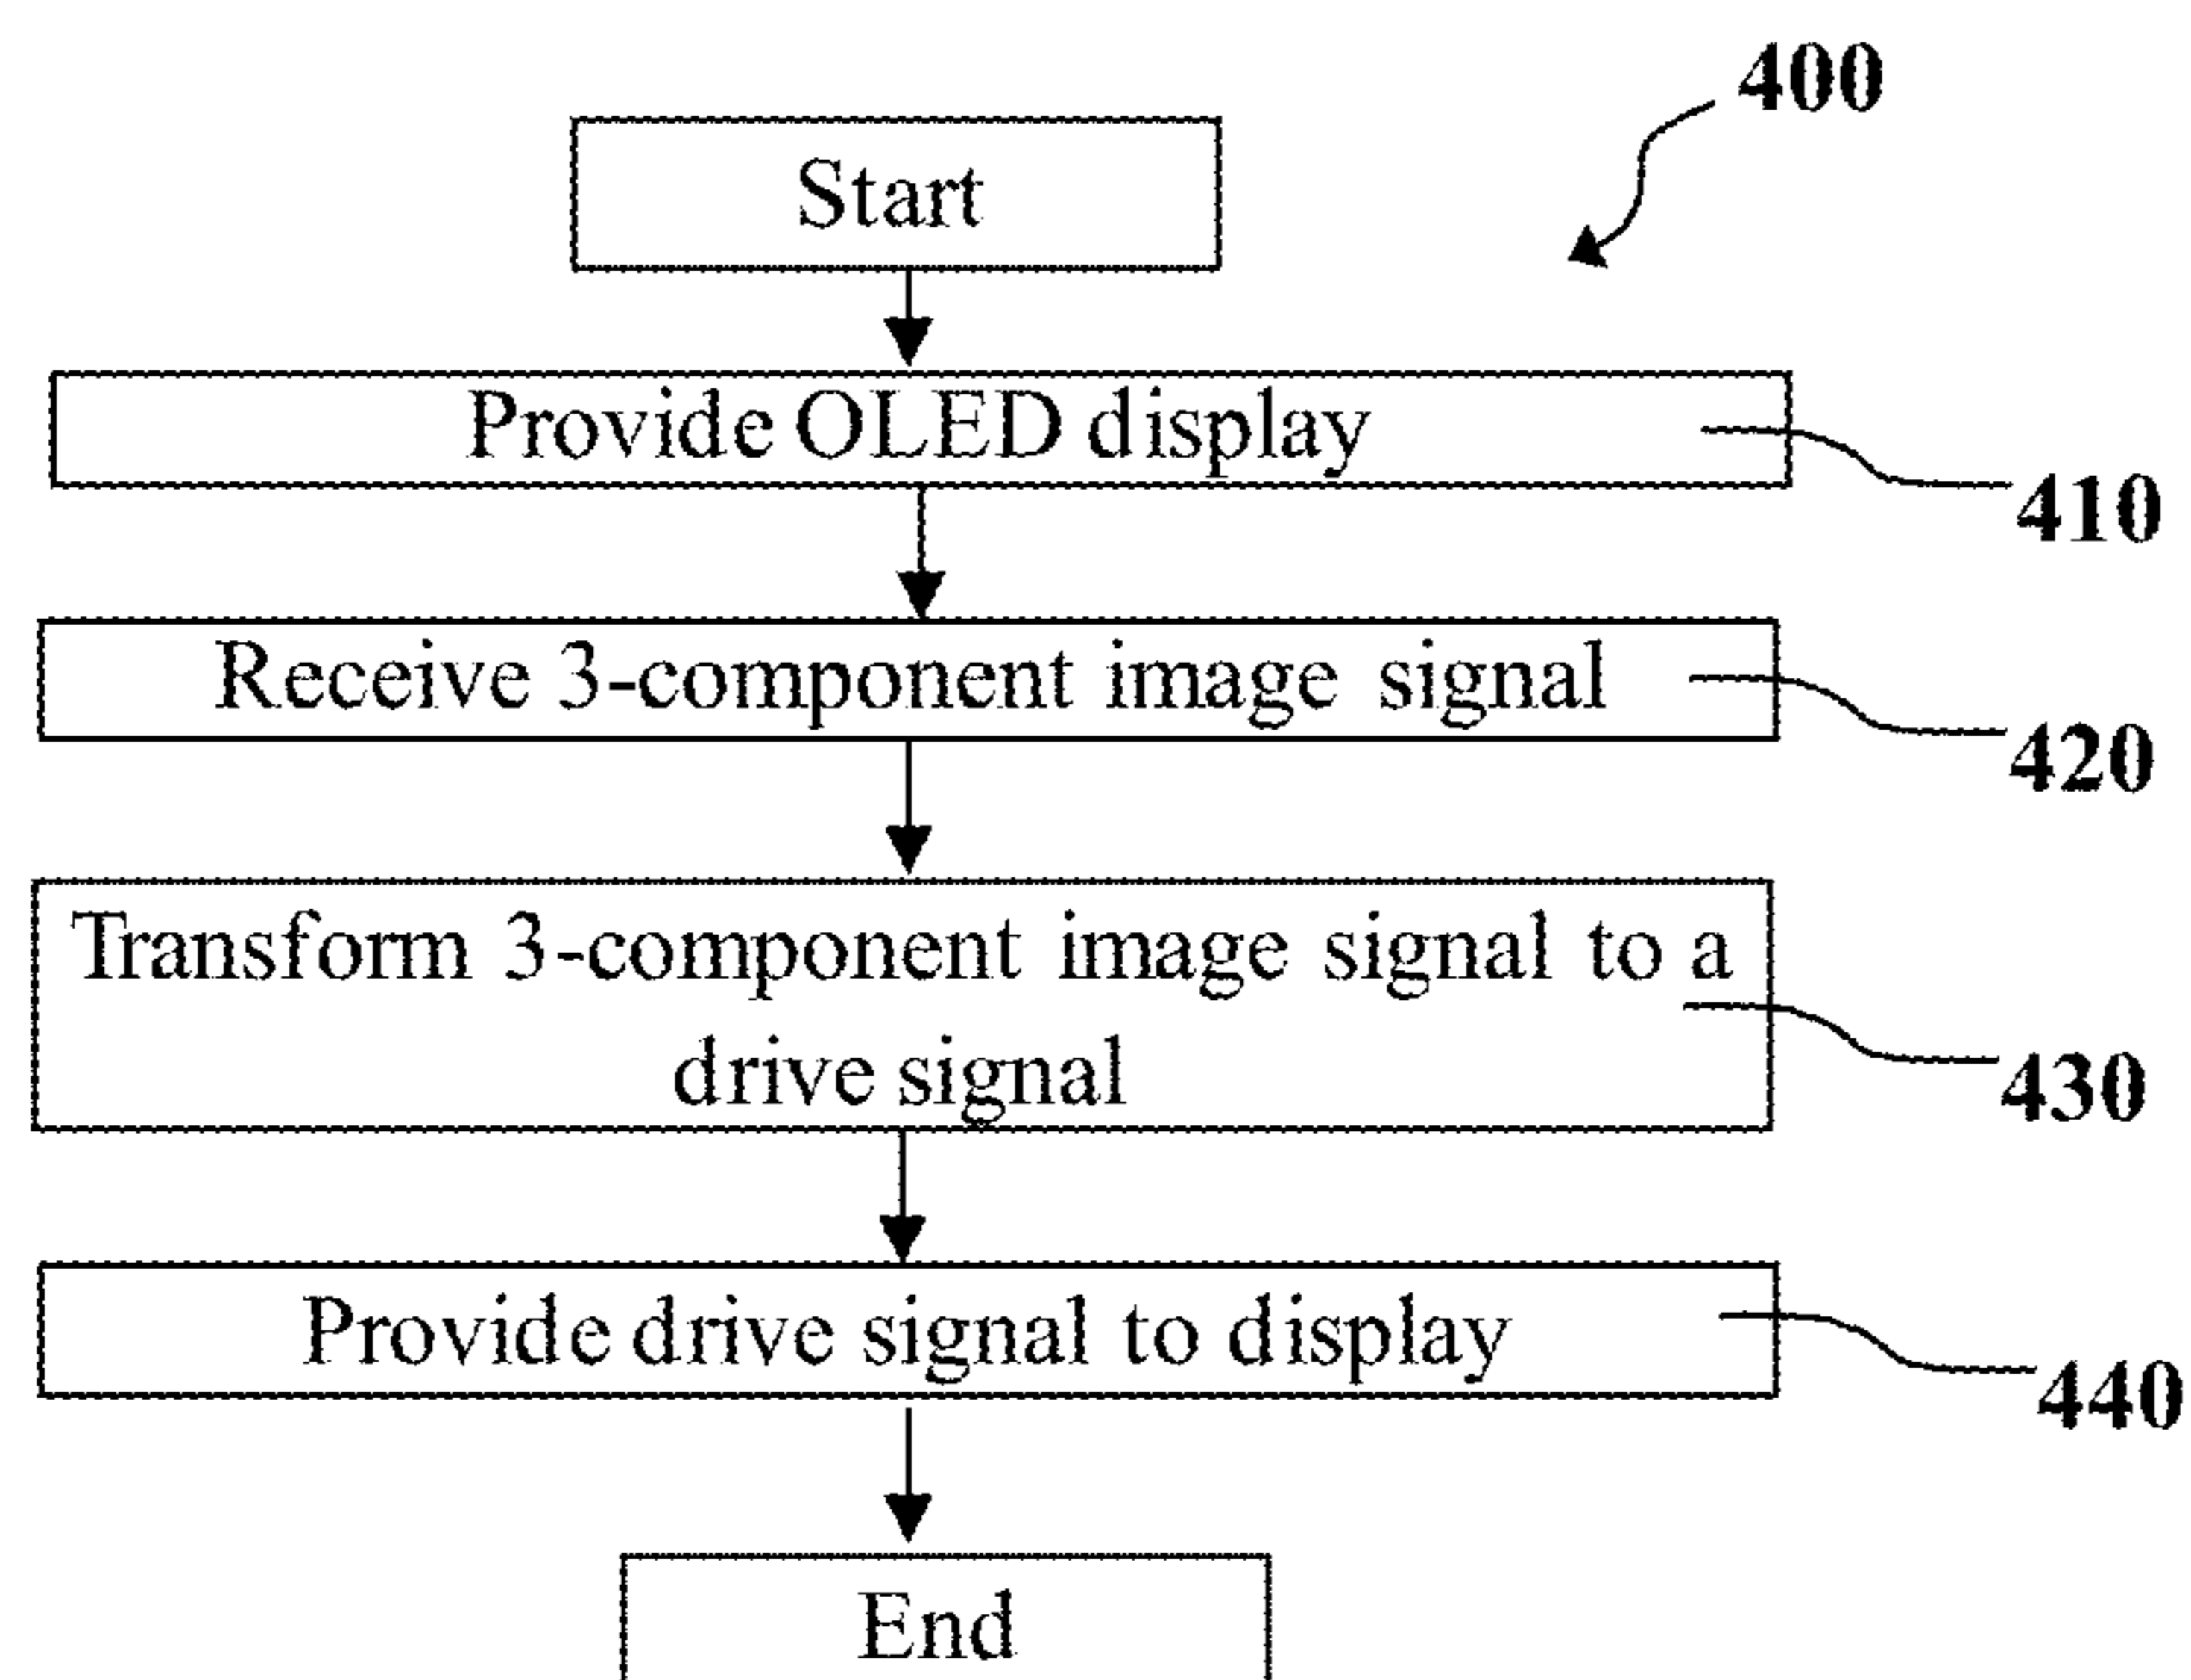 400
Start
Provide OLED display
410
Receive 3-component image signal
420
Transform 3-component image signal to a
drive signal
430
Provide drive signal to display
440
End